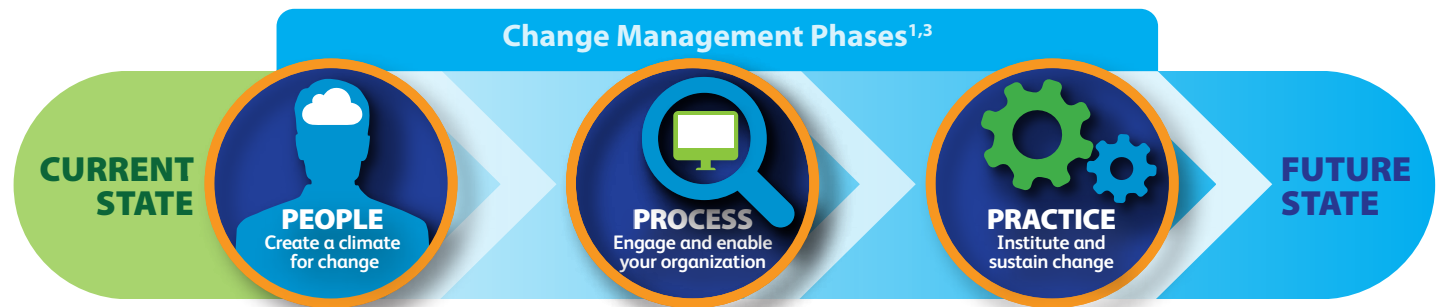 Change Management Phases1,3
CURRENT
STATE
PEOPLE
Create a climate
for change
PROCESS
Engage and enable
your organization
PRACTICE
Institute and
sustain change
FUTURE
STATE